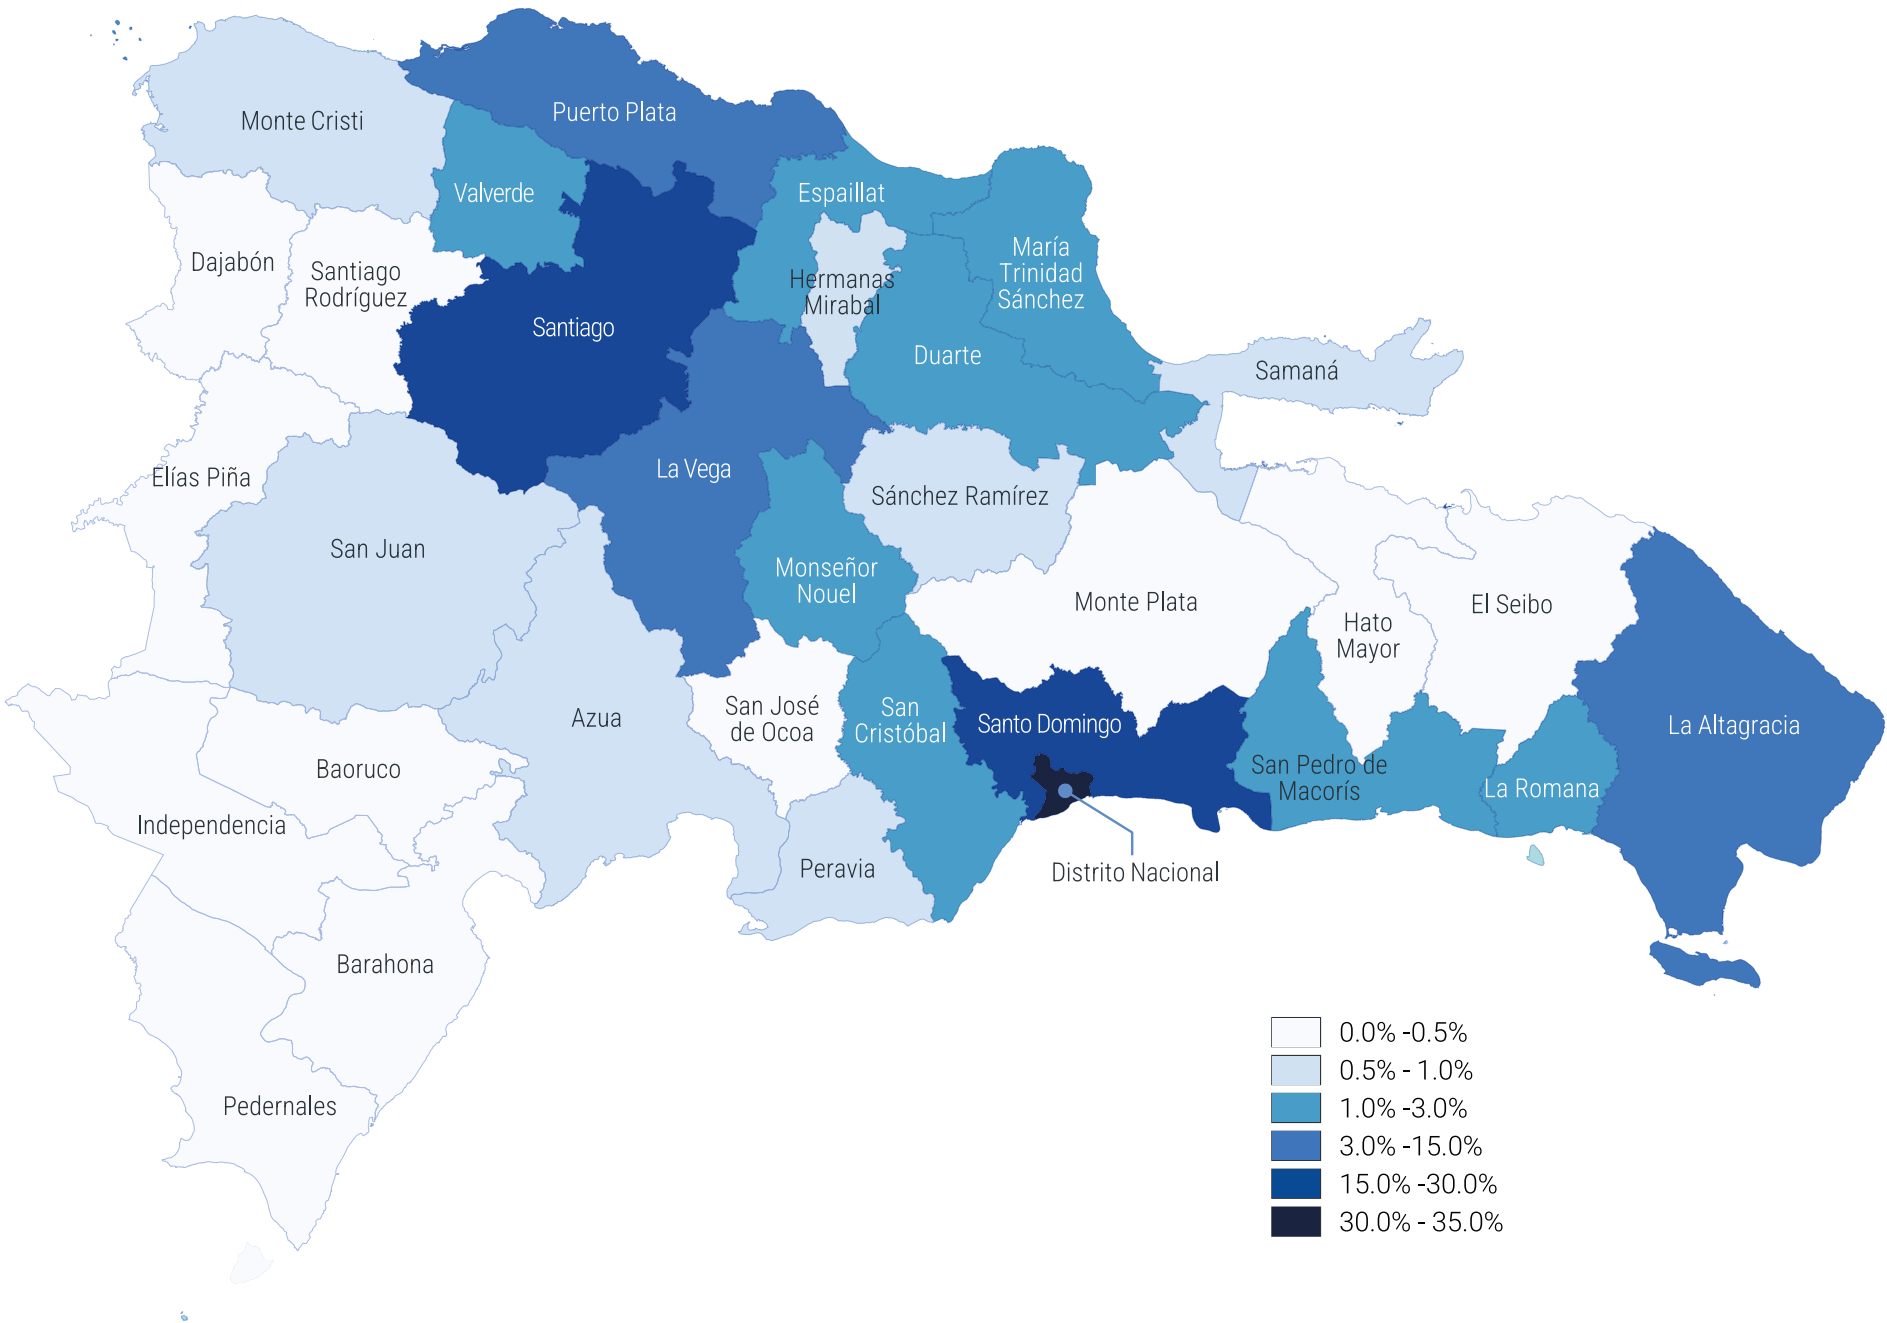 Puerto Plata
Monte Cristi
Valverde
Espaillat
María
Trinidad
Sánchez
Dajabón
Santiago
Rodríguez
Hermanas
Mirabal
Santiago
Duarte
Samaná
Elías Piña
La Vega
Sánchez Ramírez
San Juan
Monseñor
Nouel
Monte Plata
El Seibo
Hato
Mayor
San José
de Ocoa
San
Cristóbal
Azua
Santo Domingo
La Altagracia
Baoruco
San Pedro de
Macorís
La Romana
Independencia
Peravia
Distrito Nacional
Barahona
Pedernales
0.0% -0.5%
0.5% - 1.0%
1.0% -3.0%
3.0% -15.0%
15.0% -30.0%
30.0% - 35.0%